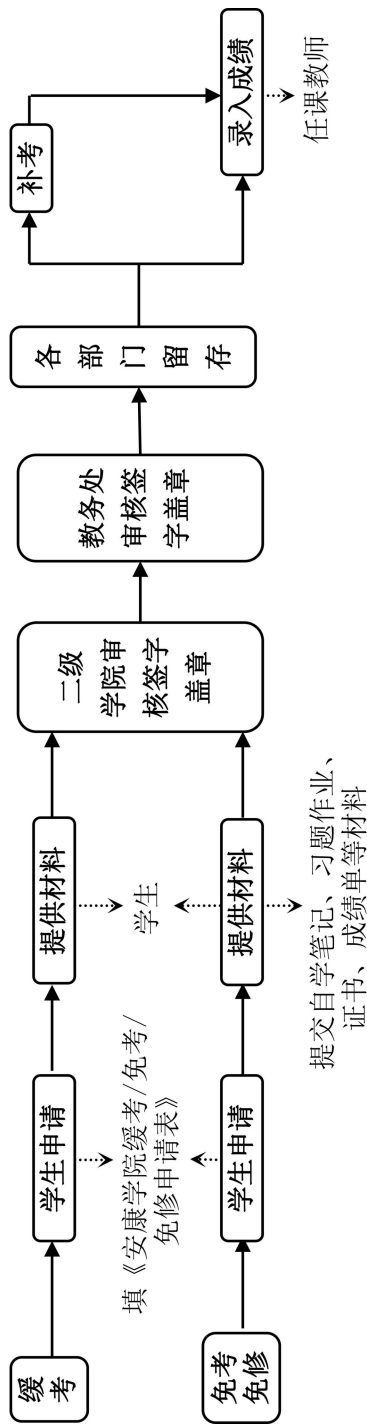 缓
考
学生申请
提供材料
填《安康学院缓考/免考/
免修申请表》
学生
免考
免修
学生申请
提供材料
提交自学笔记、习题作业、
证书、成绩单等材料
二级
学院审
核签字
盖章
教务处
审核签
字盖章
各
部
门
留
存
补考
录入成绩
任课教师